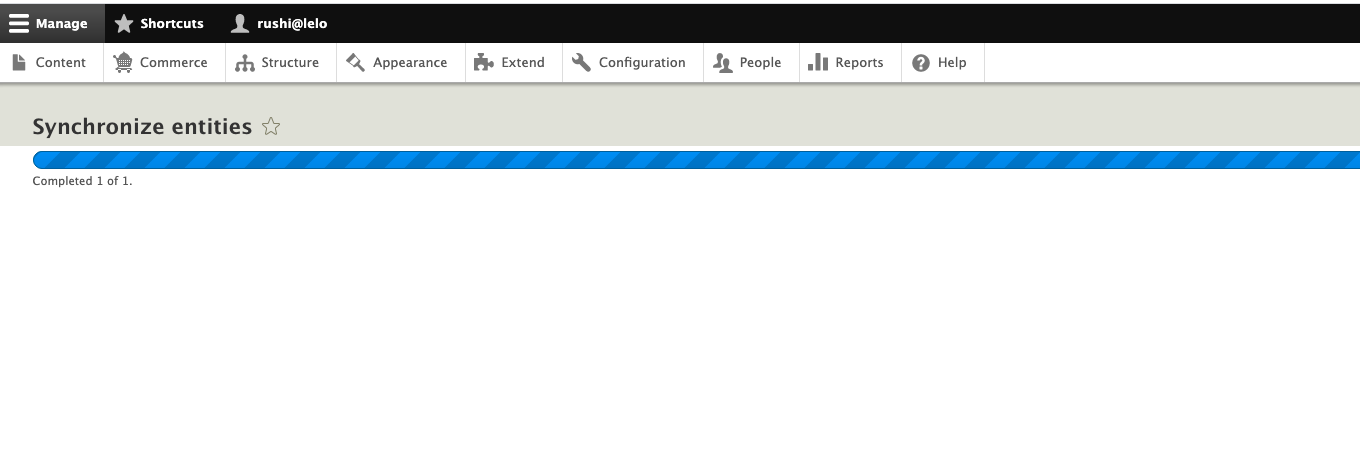 Manage Shortcuts rushi@lelo
Content Commerce Structure Appearance Extend Configuration People Reports Help
Synchronize entities
Completed 1 of 1.